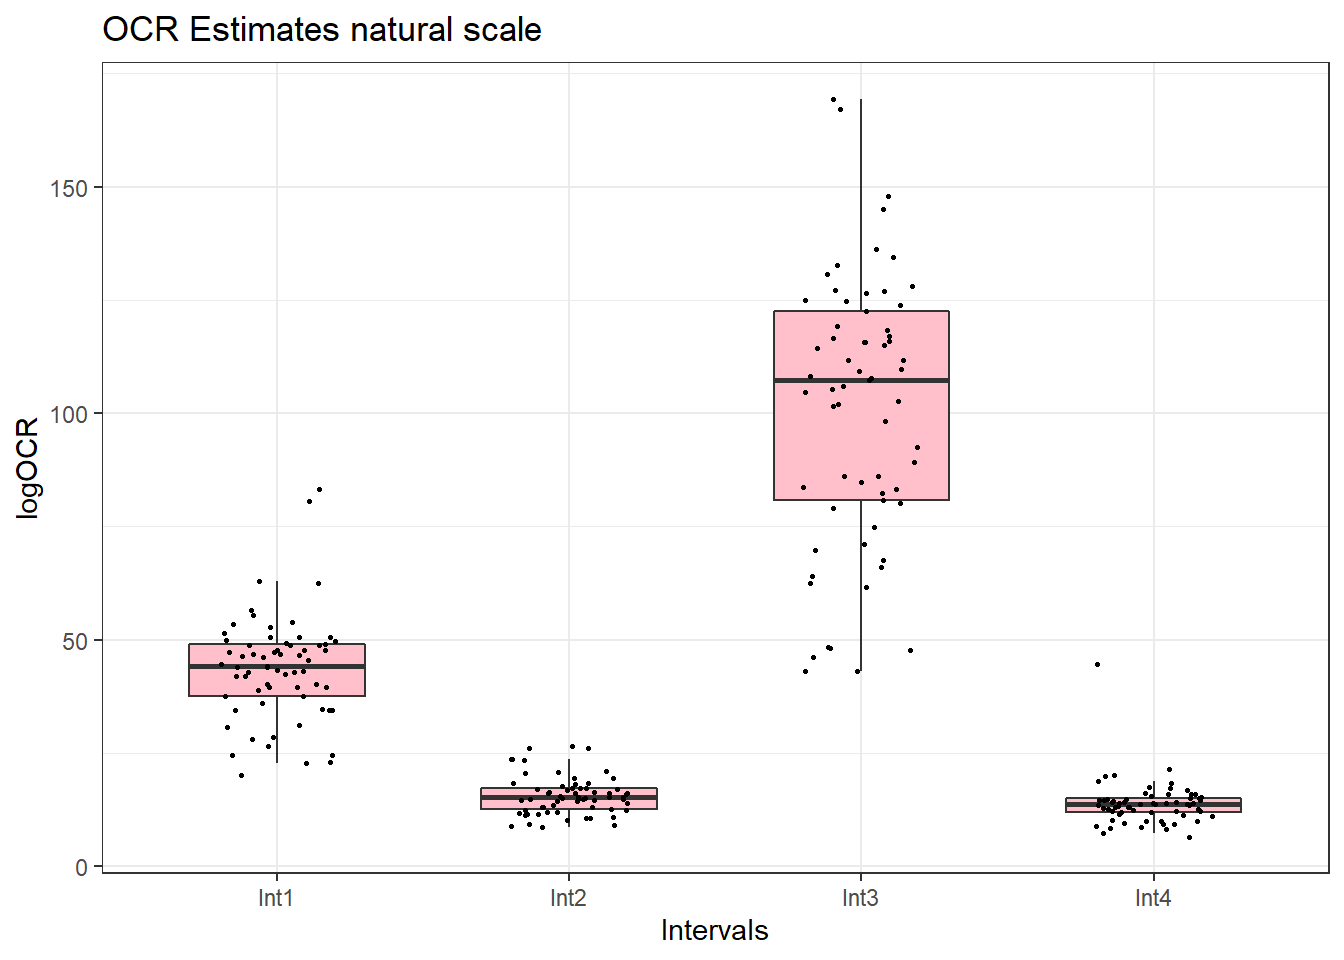 OCR Estimates natural scale
logOCR
150
100
50
0
Int1 Int2 Int3 Int4
Intervals